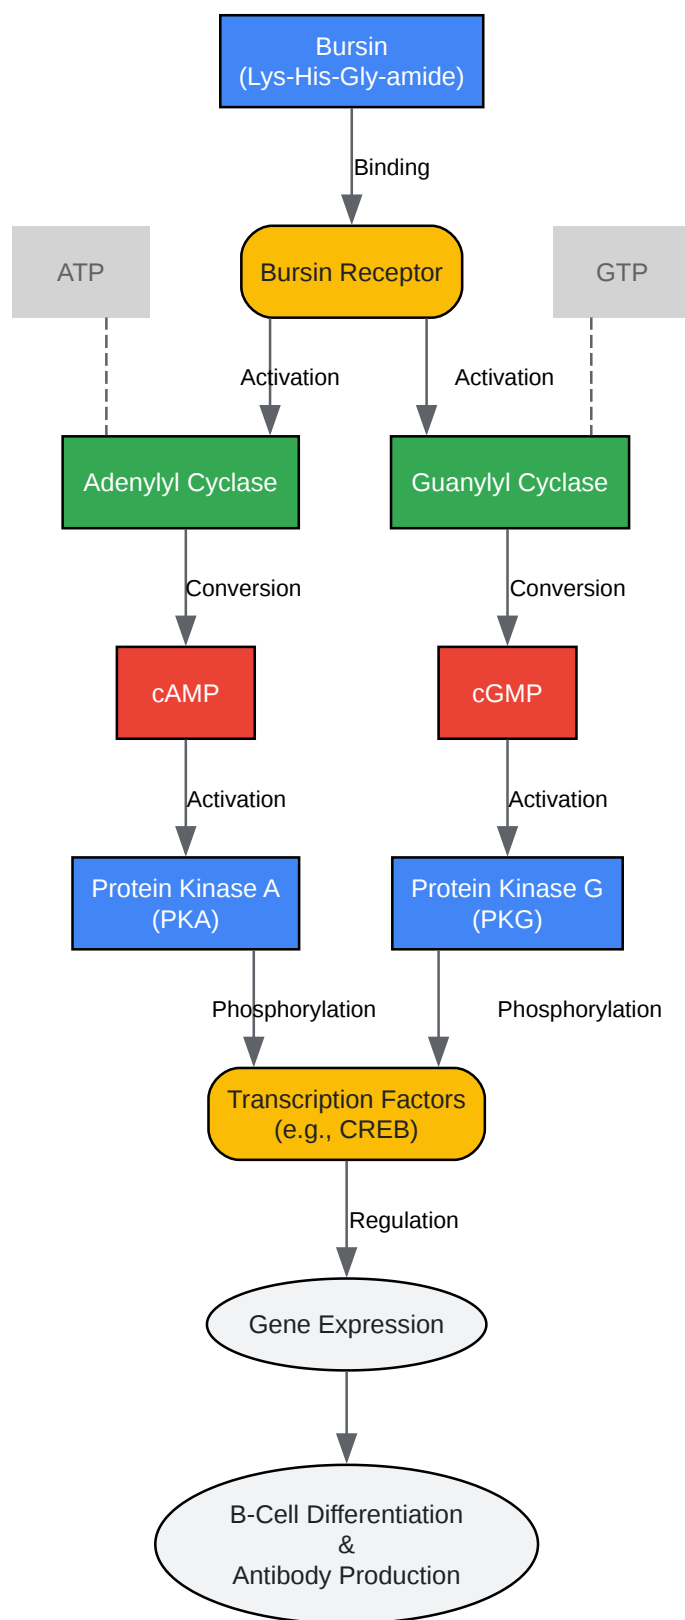 Bursin
(Lys-His-Gly-amide)
Binding
ATP
Bursin Receptor
GTP
Activation
Activation
Adenylyl Cyclase
Guanylyl Cyclase
Conversion
Conversion
cAMP
cGMP
Activation
Activation
Protein Kinase A
(PKA)
Protein Kinase G
(PKG)
Phosphorylation
Phosphorylation
Transcription Factors
(e.g., CREB)
Regulation
Gene Expression
B-Cell Differentiation
&
Antibody Production